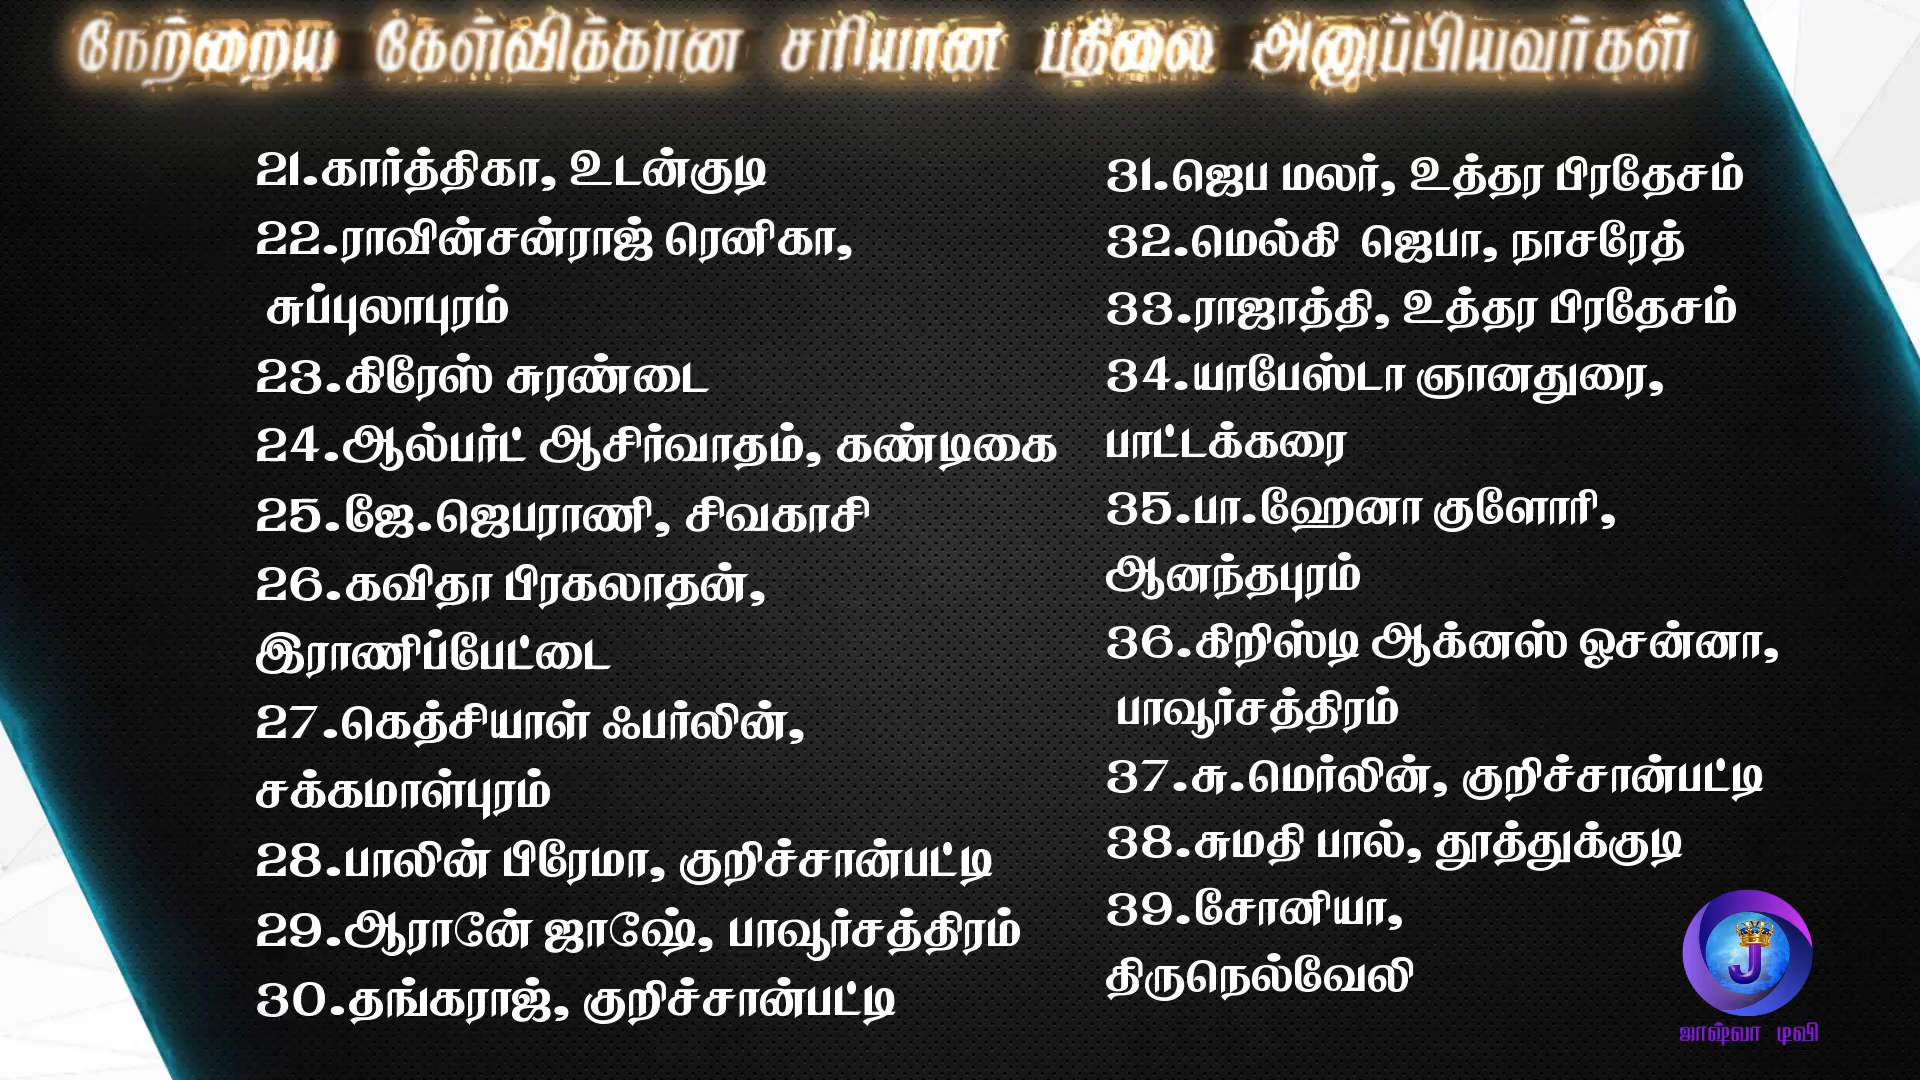 நேற்றைய கேள்விக்கான சரியான பதிலை அனுப்பியவர்கள்
21.கார்த்திகா, உடன்குடி
22.ராவின்சன்ராஜ் ரெனிகா,
சுப்புலாபுரம்
23.கிரேஸ் சுரண்டை
24.ஆல்பர்ட் ஆசிர்வாதம், கண்டிகை
25.ஜே.ஜெபராணி, சிவகாசி
26.கவிதா பிரகலாதன்,
இராணிப்பேட்டை
27.கெத்சியாள் ஃபர்லின்,
சக்கமாள்புரம்
28.பாலின் பிரேமா, குறிச்சான்பட்டி
29.ஆரானே் ஜாஷே், பாவூர்சத்திரம்
30.தங்கராஜ், குறிச்சான்பட்டி
31.ஜெப மலர், உத்தர பிரதேசம்
32.மெல்கி ஜெபா, நாசரேத்
33.ராஜாத்தி, உத்தர பிரதேசம்
34.யாபேஸ்டா ஞானதுரை,
பாட்டக்கரை
35.பா.ஹேனா குளோரி,
ஆனந்தபுரம்
36.கிறிஸ்டி ஆக்னஸ் ஓசன்னா,
பாவூர்சத்திரம்
37.சு.மெர்லின், குறிச்சான்பட்டி
38.சுமதி பால், தூத்துக்குடி
39.சோனியா,
திருநெல்வேலி
J
ஜாஷ்வா டிவி